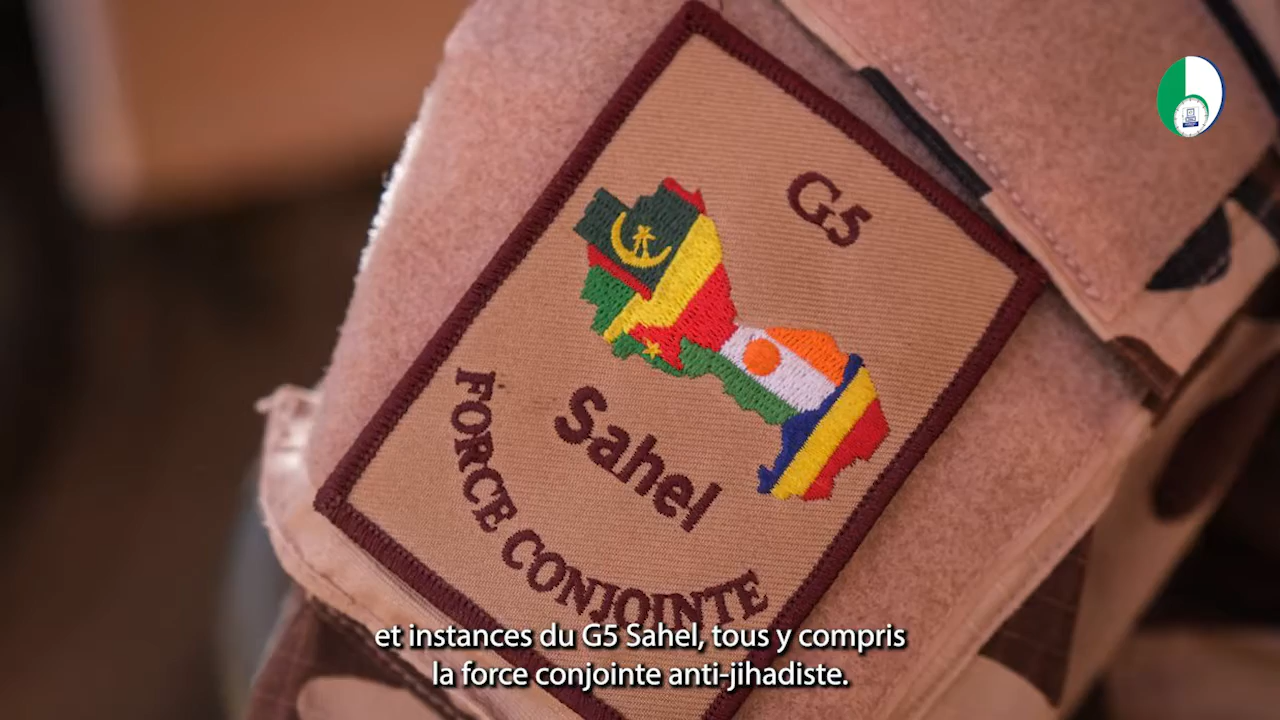 G5
Sahel
FORCE CONJOINTE
et instances du G5 Sahel, tous y compris
la force conjointe anti-jihadiste.